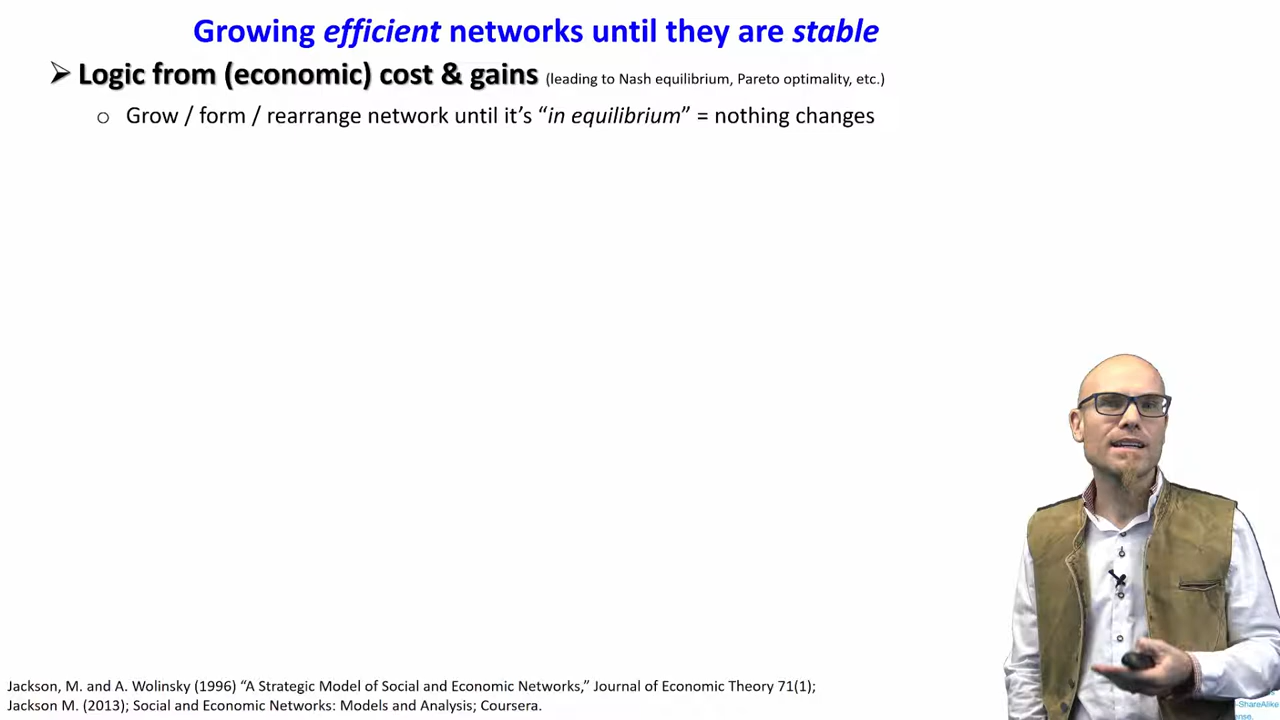 Growing efficient networks until they are stable
➢ Logic from (economic) cost & gains (leading to Nash equilibrium, Pareto optimality, etc.)
o Grow / form / rearrange network until it’s “in equilibrium” = nothing changes
Jackson, M. and A. Wolinsky (1996) “A Strategic Model of Social and Economic Networks,” Journal of Economic Theory 71(1);
Jackson M. (2013); Social and Economic Networks: Models and Analysis; Coursera.
-ShareAlike
ense.